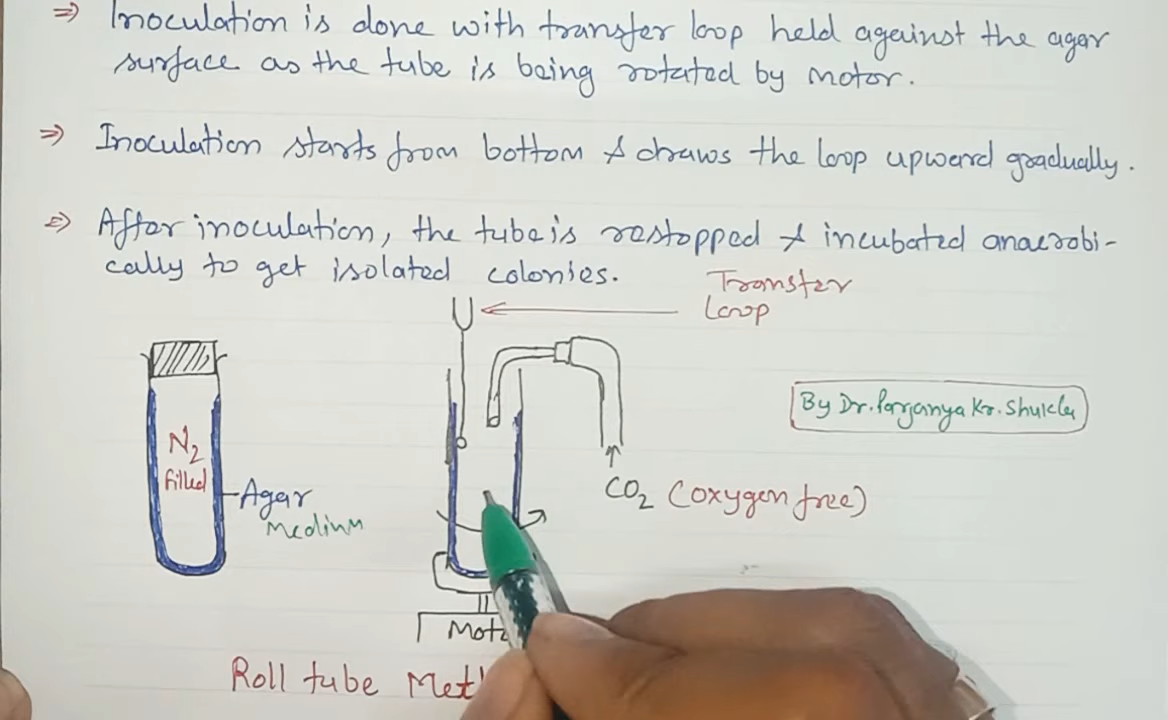 ⇒ Inoculation is done with transfer loop held against the agar
surface as the tube is being rotated by motor.
⇒ Inoculation starts from bottom & draws the loop upward gradually.
⇒ After inoculation, the tube is restopped & incubated anaerobi-
cally to get isolated colonies.
Transfer
Loop
By Dr. Parjanya Kr. Shukla
N2
filled
Agar
Medium
CO2 (oxygen free)
Moto
Roll tube Met